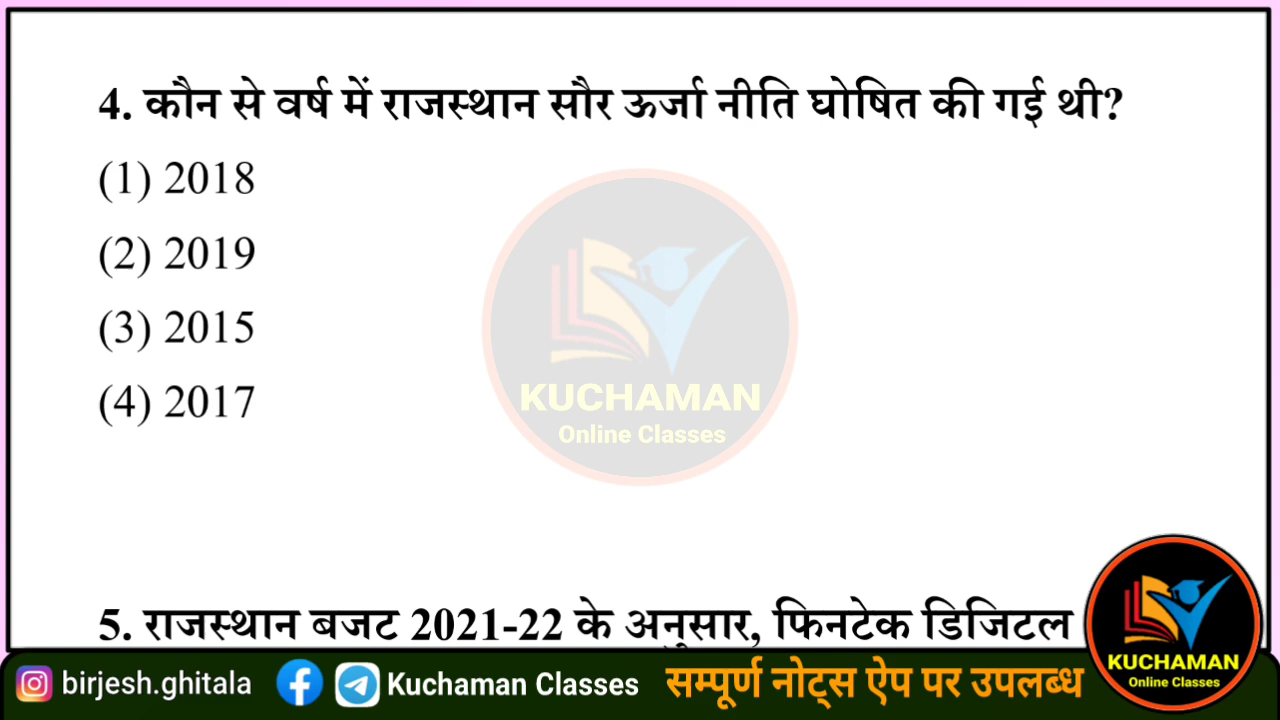 4. कौन से वर्ष में राजस्थान सौर ऊर्जा नीति घोषित की गई थी?
(1) 2018
(2) 2019
(3) 2015
(4) 2017
KUCHAMAN
Online Classes
5. राजस्थान बजट 2021-22 के अनुसार, फिनटेक डिजिटल
KUCHAMAN
Online Classes
birjesh.ghitala
Kuchaman Classes
सम्पूर्ण नोट्स ऐप पर उपलब्ध